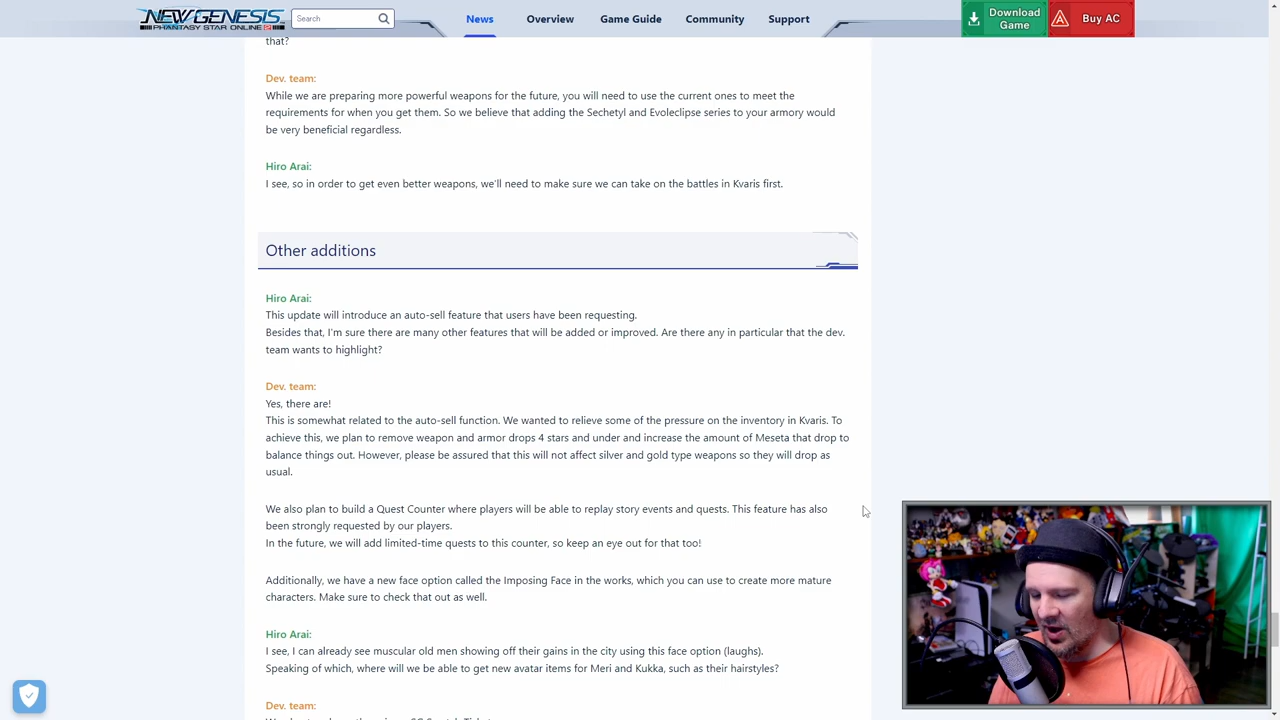 NEW GENESIS
PHANTASY STAR ONLINE 2
Search
News
Overview
Game Guide
Community
Support
Download
Game
Buy AC
that?
Dev. team:
While we are preparing more powerful weapons for the future, you will need to use the current ones to meet the
requirements for when you get them. So we believe that adding the Sechetyl and Evoleclipse series to your armory would
be very beneficial regardless.
Hiro Arai:
I see, so in order to get even better weapons, we'll need to make sure we can take on the battles in Kvaris first.
Other additions
Hiro Arai:
This update will introduce an auto-sell feature that users have been requesting.
Besides that, I'm sure there are many other features that will be added or improved. Are there any in particular that the dev.
team wants to highlight?
Dev. team:
Yes, there are!
This is somewhat related to the auto-sell function. We wanted to relieve some of the pressure on the inventory in Kvaris. To
achieve this, we plan to remove weapon and armor drops 4 stars and under and increase the amount of Meseta that drop to
balance things out. However, please be assured that this will not affect silver and gold type weapons so they will drop as
usual.
We also plan to build a Quest Counter where players will be able to replay story events and quests. This feature has also
been strongly requested by our players.
In the future, we will add limited-time quests to this counter, so keep an eye out for that too!
Additionally, we have a new face option called the Imposing Face in the works, which you can use to create more mature
characters. Make sure to check that out as well.
Hiro Arai:
I see, I can already see muscular old men showing off their gains in the city using this face option (laughs).
Speaking of which, where will we be able to get new avatar items for Meri and Kukka, such as their hairstyles?
Dev. team: